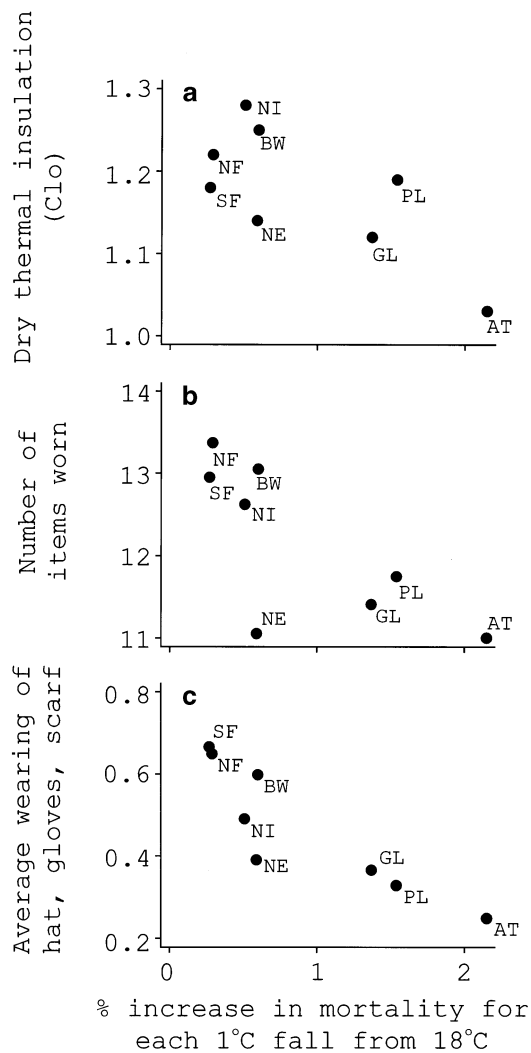 Dry thermal insulation
(Clo)
a
1.3
1.2
1.1
1.0
NI
BW
NF
SF
NE
PL
GL
AT
0
1
2
Number of
items worn
b
14
13
12
11
NF
SF
BW
NI
NE
PL
GL
AT
Average wearing of
hat, gloves, scarf
c
0.8
0.6
0.4
0.2
SF
NF
BW
NI
NE
GL
PL
AT
0
1
2
% increase in mortality for
each 1°C fall from 18°C